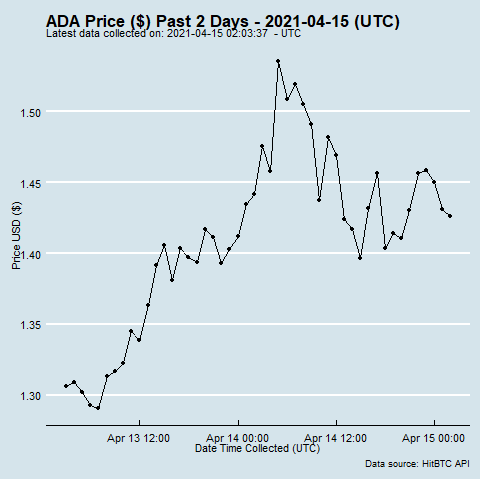 ADA Price ($) Past 2 Days - 2021-04-15 (UTC)
Latest data collected on: 2021-04-15 02:03:37 - UTC
Price USD ($)
1.50
1.45
1.40
1.35
1.30
Apr 13 12:00
Apr 14 00:00
Apr 14 12:00
Apr 15 00:00
Date Time Collected (UTC)
Data source: HitBTC API